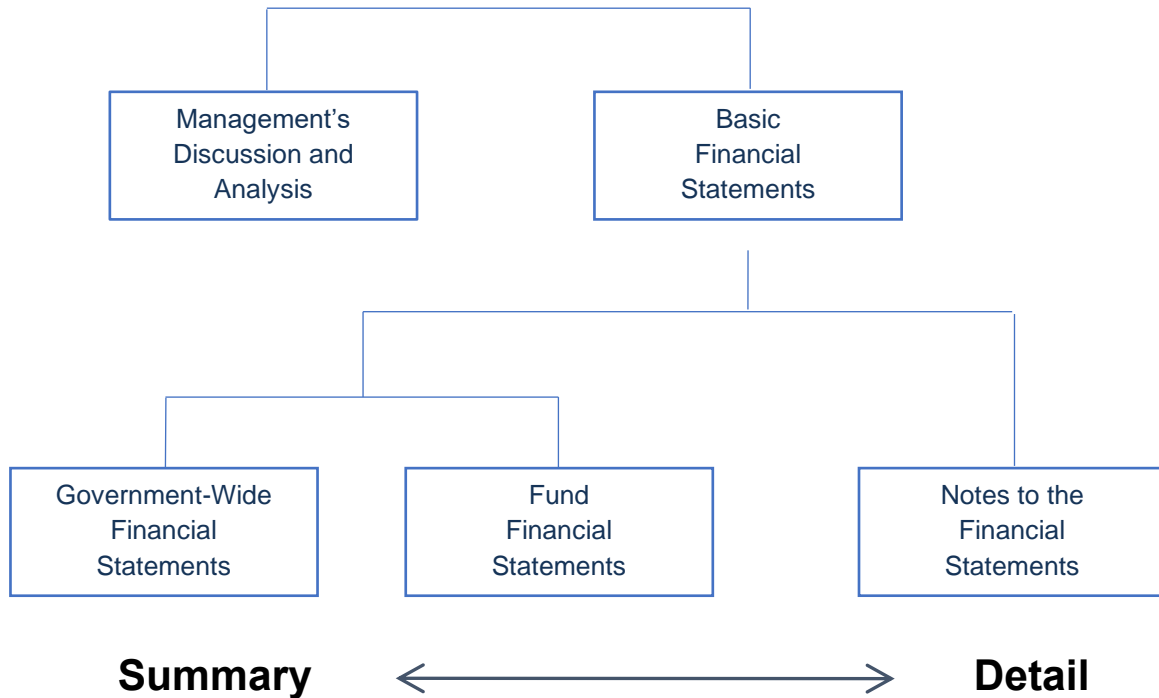 Management’s
Discussion and
Analysis
Basic
Financial
Statements
Government-Wide
Financial
Statements
Fund
Financial
Statements
Notes to the
Financial
Statements
Summary
Detail